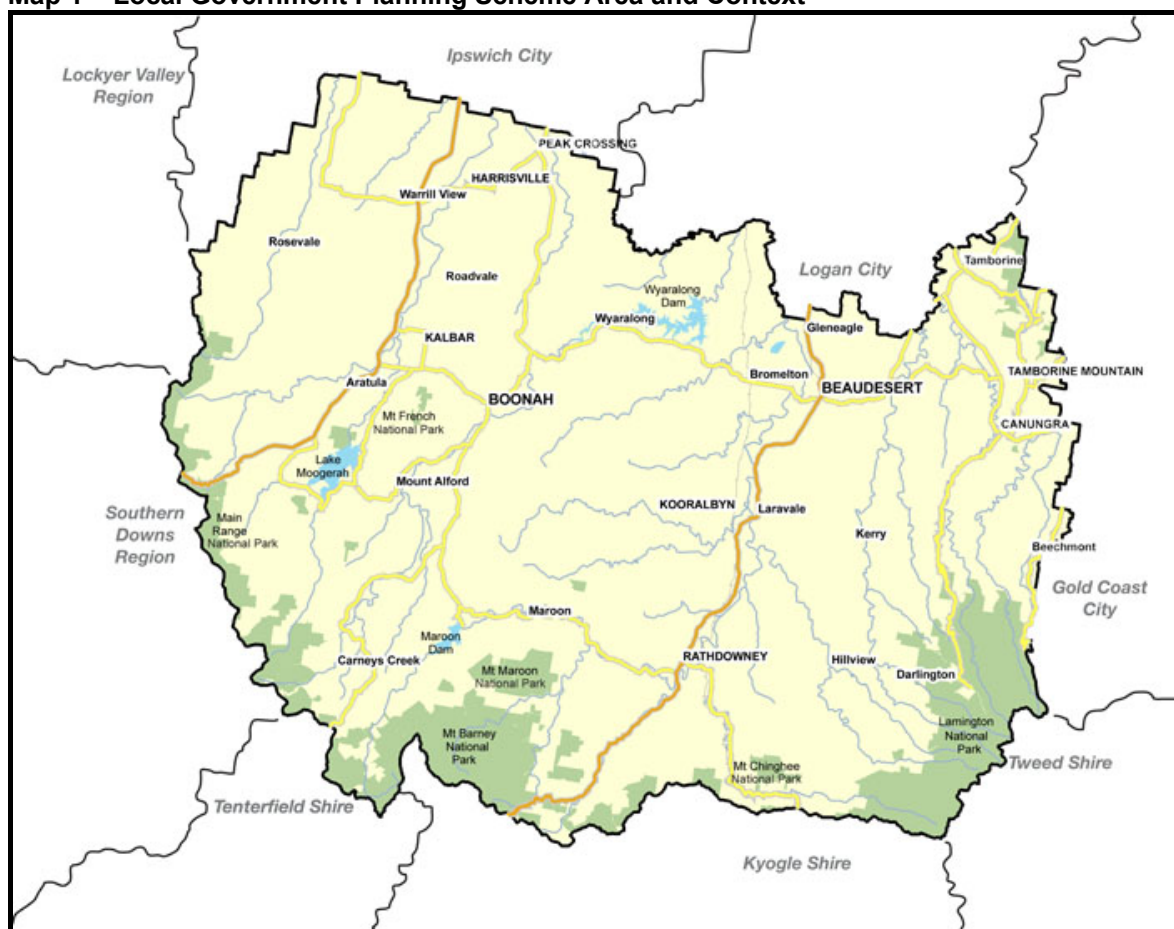 Map 1 – Local Government Planning Scheme Area and Context
Ipswich City
Lockyer Valley
Region
PEAK CROSSING
HARRISVILLE
Warrill View
Rosevale
Tamborine
Logan City
Roadvale
Wyaralong
Dam
Wyaralong
Gleneagle
KALBAR
Bromelton
TAMBORINE MOUNTAIN
Aratula
BEAUDESERT
BOONAH
Mt French
National Park
CANUNGRA
Lake
Moogerah
Mount Alford
KOORALBYN
Laravale
Southern
Downs
Region
Main
Range
National Park
Kerry
Beechmont
Gold Coast
City
Maroon
Maroon
Dam
Carneys Creek
RATHDOWNEY
Hillview
Darlington
Mt Maroon
National Park
Mt Barney
National
Park
Lamington
National
Park
Mt Chinghee
National Park
Tweed Shire
Tenterfield Shire
Kyogle Shire